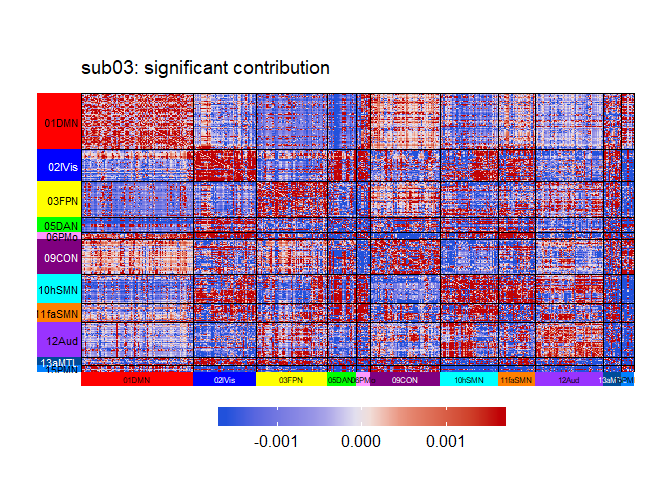 sub03: significant contribution
01DMN
02lVis
03FPN
05DAN
06PMo
09CON
10hSMN
11faSMN
12Aud
13aMTL
01DMN
02lVis
03FPN
05DAN
06PMo
09CON
10hSMN
11faSMN
12Aud
-0.001
0.000
0.001